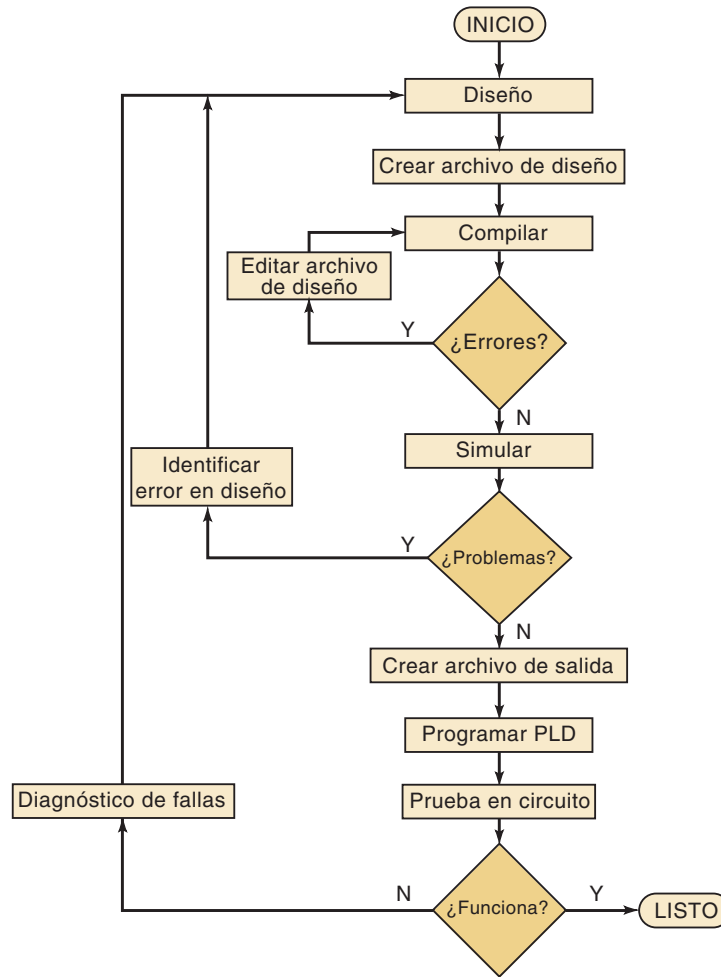 INICIO
Diseño
Crear archivo de diseño
Compilar
Editar archivo
de diseño
Y
¿Errores?
N
Simular
Identificar
error en diseño
Y
¿Problemas?
N
Crear archivo de salida
Programar PLD
Diagnóstico de fallas
Prueba en circuito
N
¿Funciona?
Y
LISTO